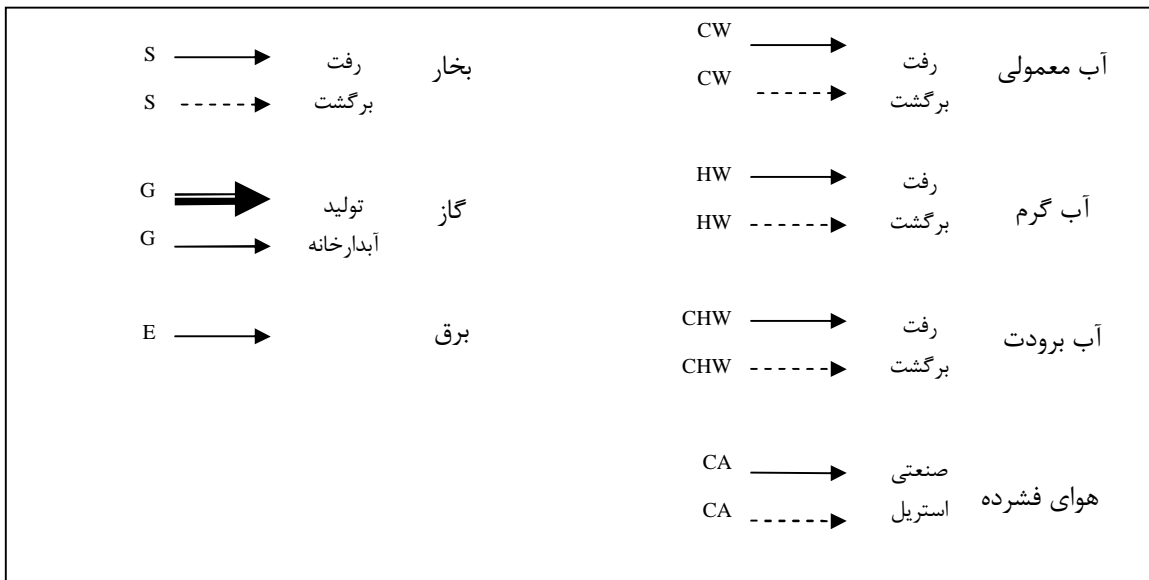 آب معمولی
رفت CW
برگشت CW
بخار
رفت S
برگشت S
آب گرم
رفت HW
برگشت HW
گاز
تولید G
آبدارخانه G
آب برودت
رفت CHW
برگشت CHW
برق
E
هوای فشرده
صنعتی CA
استریل CA